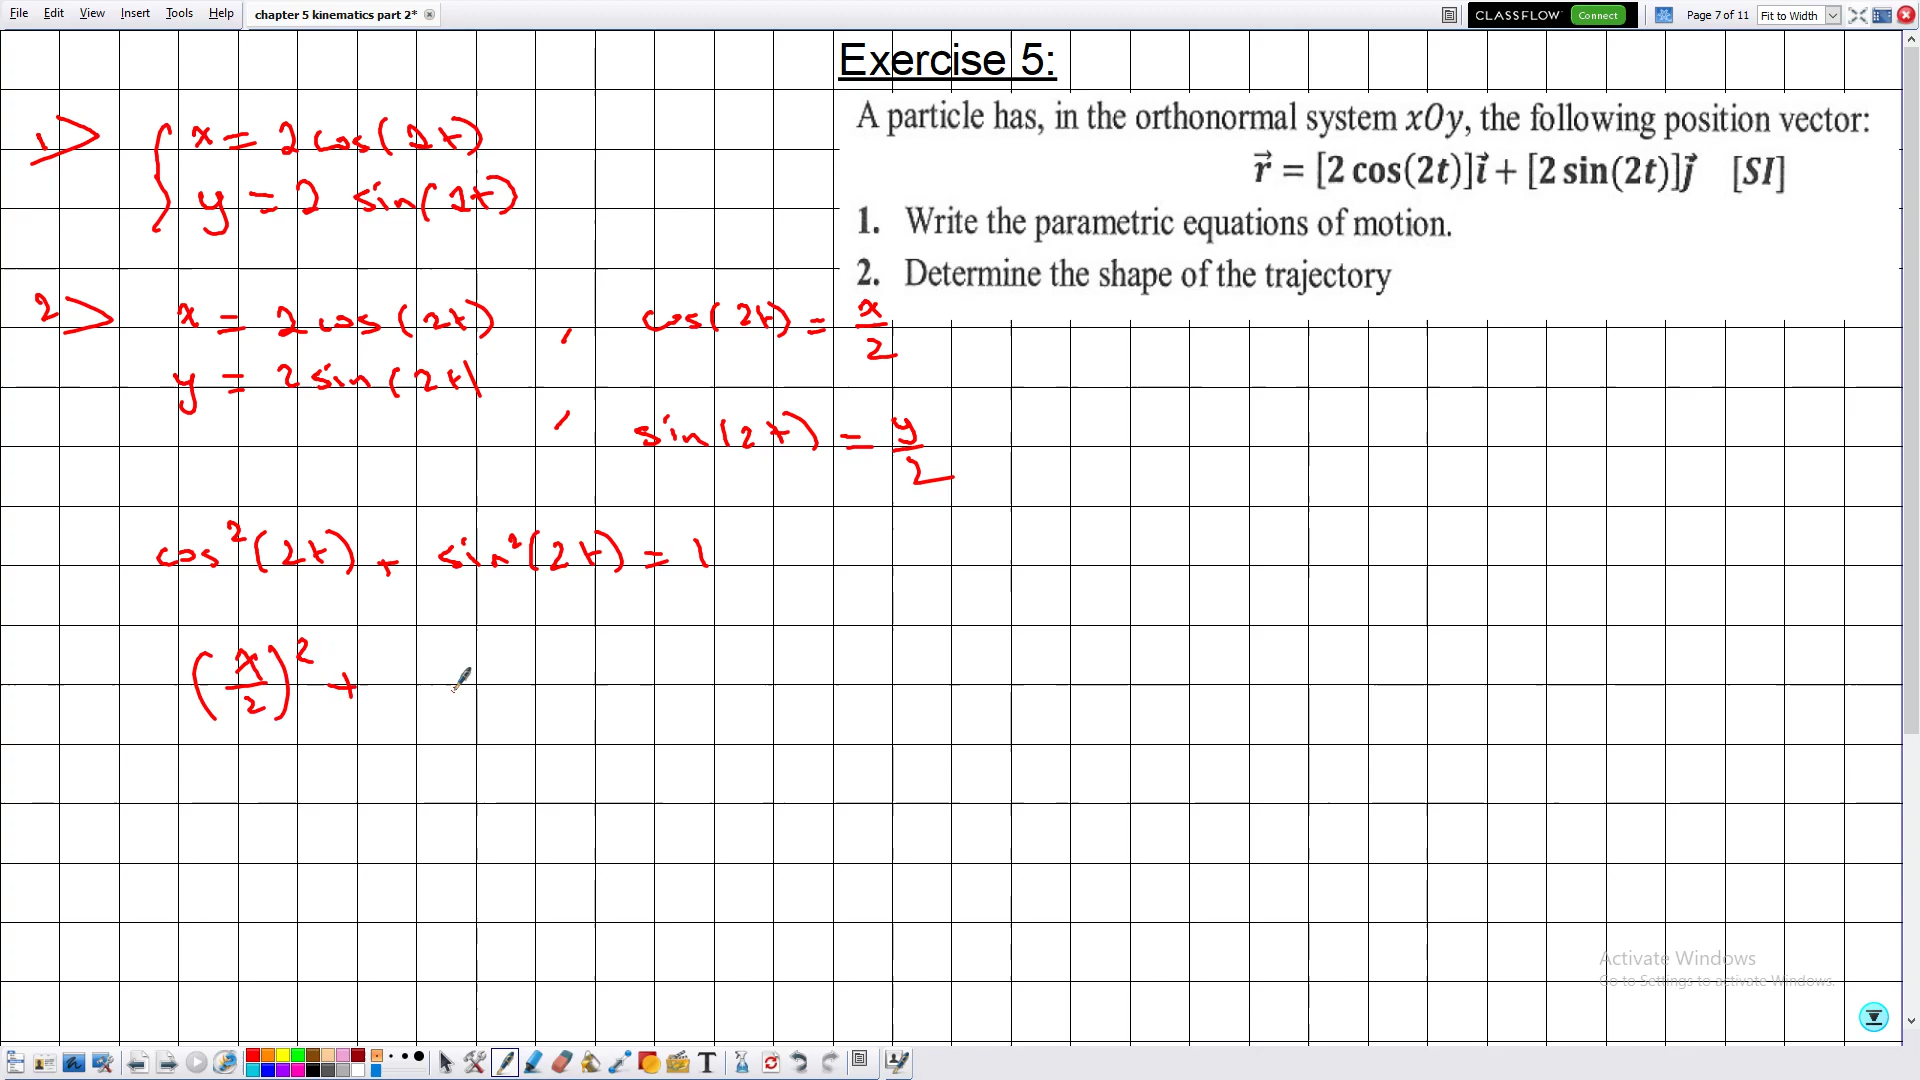 File Edit View Insert Tools Help chapter 5 kinematics part 2* CLASSFLOW Connect Page 7 of 11 Fit to Width
Exercise 5:
A particle has, in the orthonormal system xOy, the following position vector:
r⃗ = [2 cos(2t)]i⃗ + [2 sin(2t)]j⃗ [SI]
1. Write the parametric equations of motion.
2. Determine the shape of the trajectory
1> { x = 2 cos(2t)
y = 2 sin(2t)
2> x = 2 cos(2t) , cos(2t) = x/2
y = 2 sin(2t)
, sin(2t) = y/2
cos²(2t) + sin²(2t) = 1
(x/2)² +
Activate Windows
Go to Settings to activate Windows.